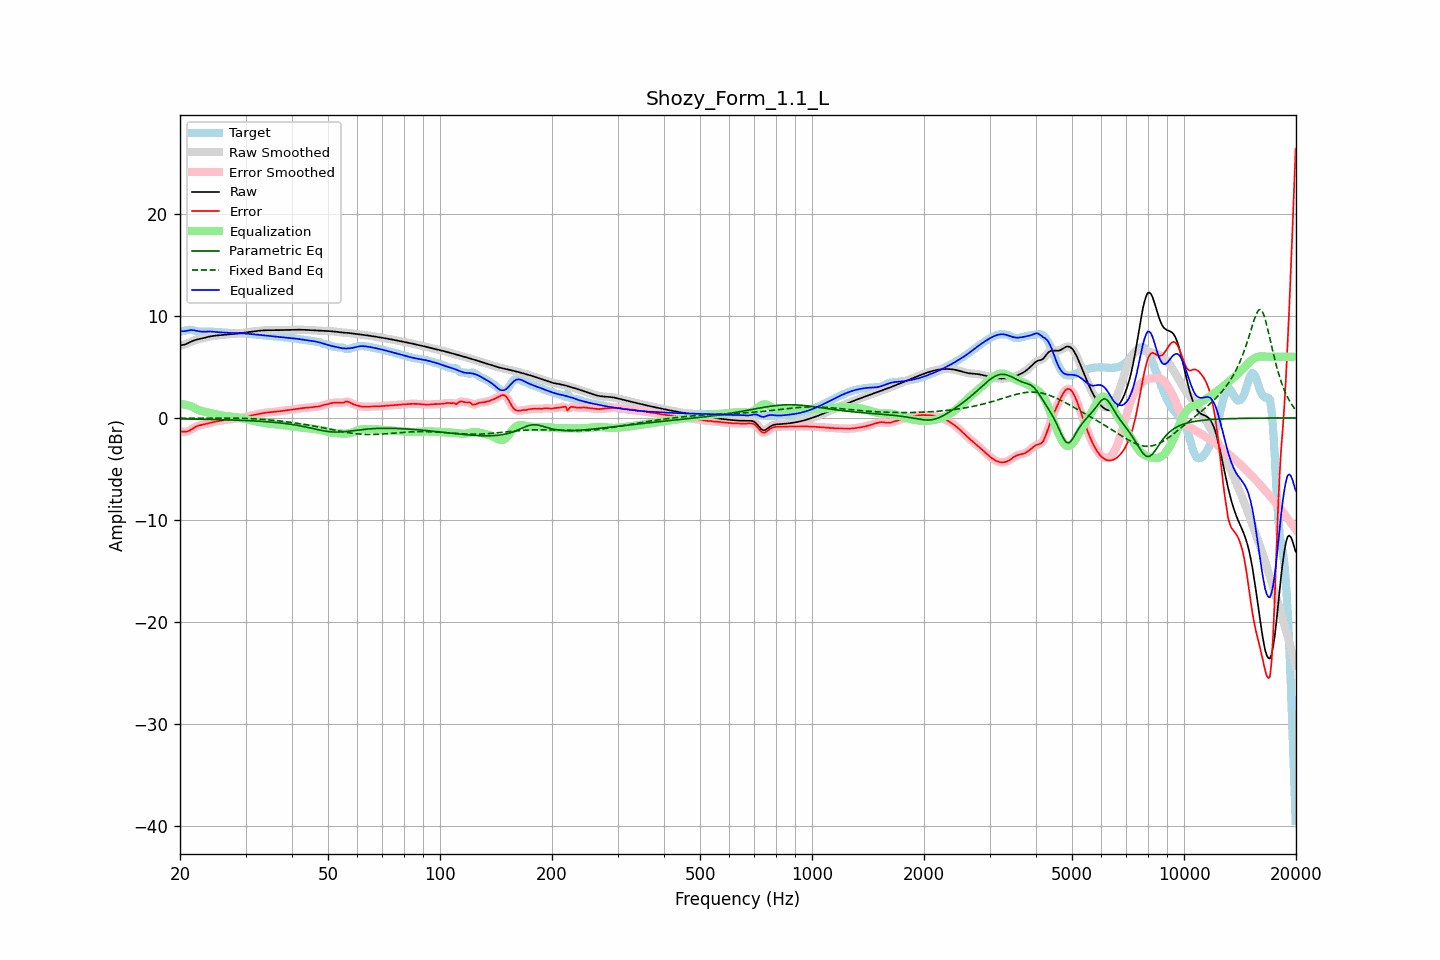 Shozy_Form_1.1_L
Target
Raw Smoothed
Error Smoothed
Raw
Error
Equalization
Parametric Eq
Fixed Band Eq
Equalized
20
10
0
−10
−20
−30
−40
Amplitude (dBr)
20 50 100 200 500 1000 2000 5000 10000 20000
Frequency (Hz)